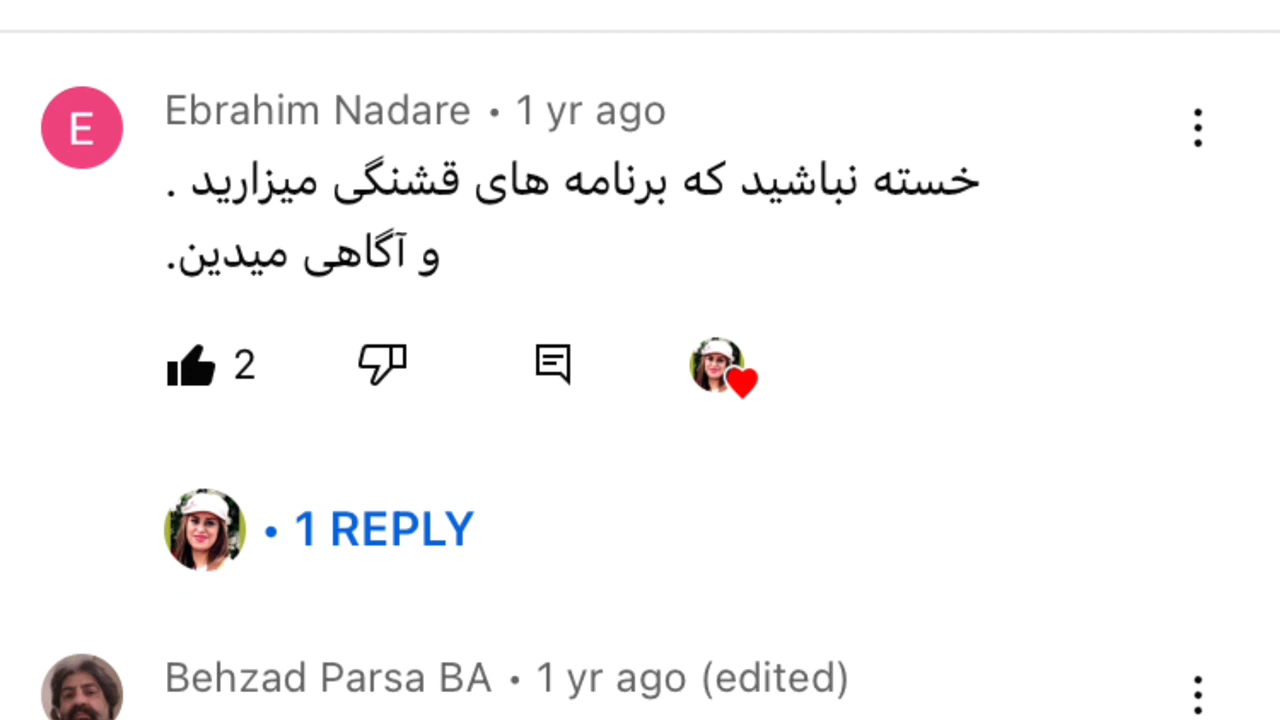 E
Ebrahim Nadare • 1 yr ago
خسته نباشید که برنامه های قشنگی میزارید .
و آگاهی میدین.
2
• 1 REPLY
Behzad Parsa BA • 1 yr ago (edited)